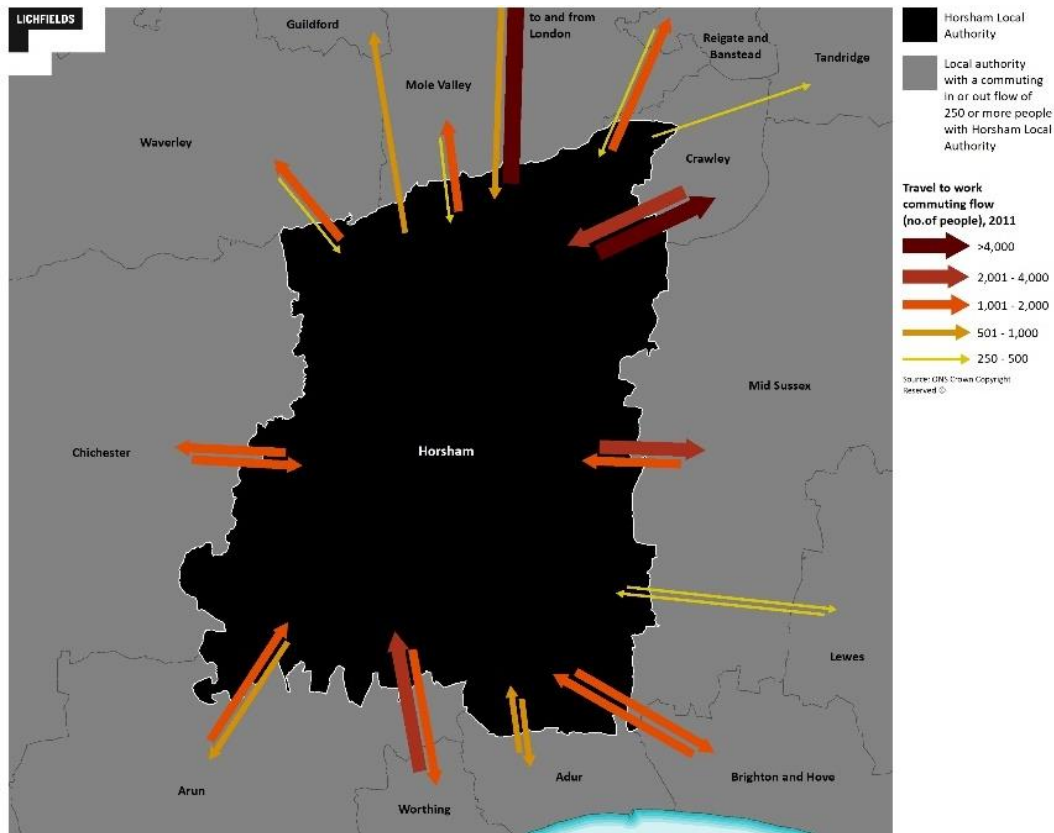 LICHFIELDS
Guildford
to and from
London
Reigate and
Banstead
Tandridge
Mole Valley
Waverley
Crawley
Chichester
Horsham
Mid Sussex
Lewes
Arun
Worthing
Adur
Brighton and Hove
Horsham Local
Authority
Local authority
with a commuting
in or out flow of
250 or more people
with Horsham Local
Authority
Travel to work
commuting flow
(no.of people), 2011
>4,000
2,001 - 4,000
1,001 - 2,000
501 - 1,000
250 - 500
Source: ONS Crown Copyright
Reserved ©